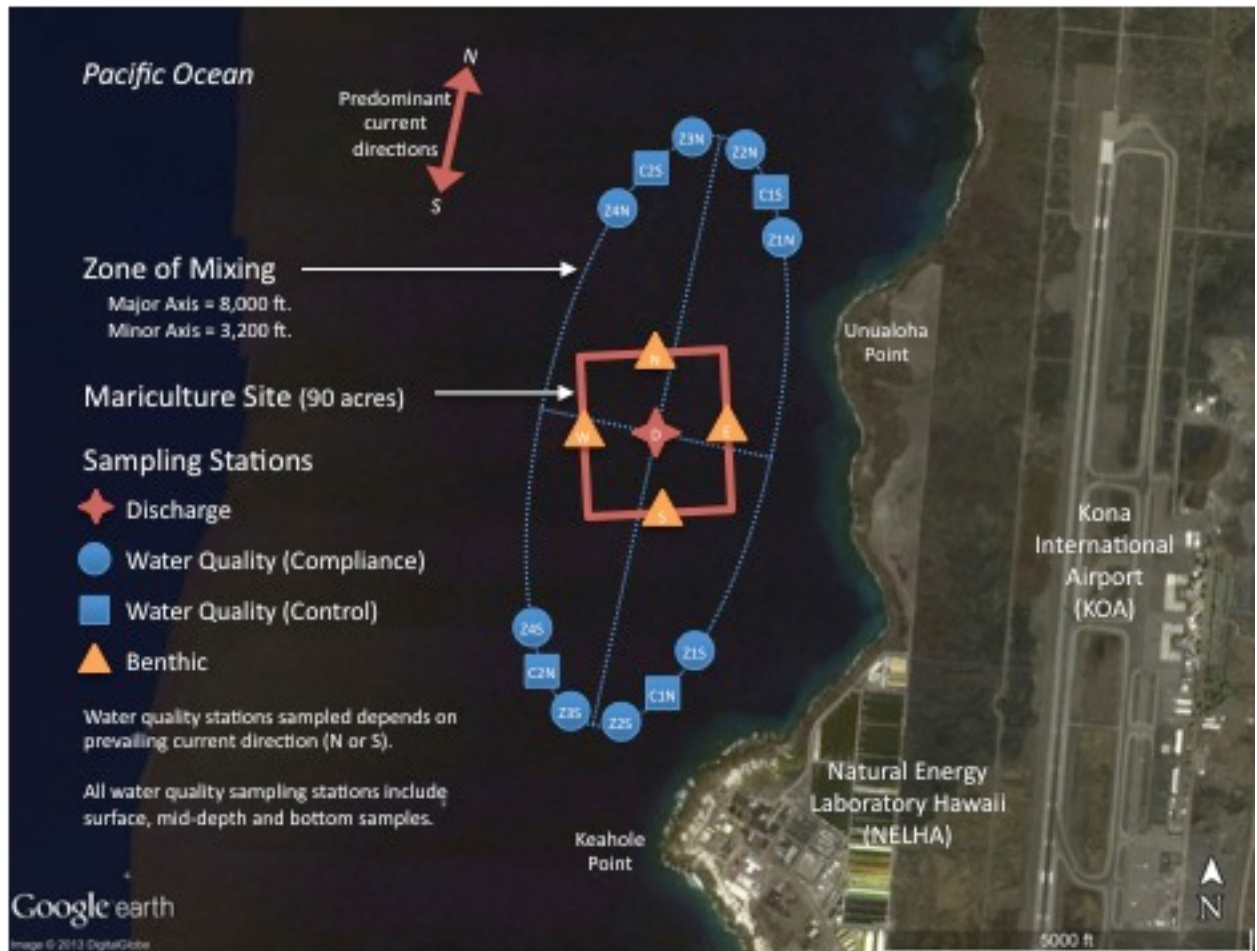 Pacific Ocean
N
Predominant
current
directions
S
Z3N
Z2N
C2S
C1S
Z4N
Z1N
Zone of Mixing
Major Axis = 8,000 ft.
Minor Axis = 3,200 ft.
Unualoha
Point
N
Mariculture Site (90 acres)
W
D
E
S
Sampling Stations
Discharge
Water Quality (Compliance)
Water Quality (Control)
Benthic
Kona
International
Airport
(KOA)
Z4S
Z1S
C2N
C1N
Z3S
Z2S
Water quality stations sampled depends on
prevailing current direction (N or S).
All water quality sampling stations include
surface, mid-depth and bottom samples.
Natural Energy
Laboratory Hawaii
(NELHA)
Keahole
Point
Google earth
Image © 2013 DigitalGlobe
N
5000 ft